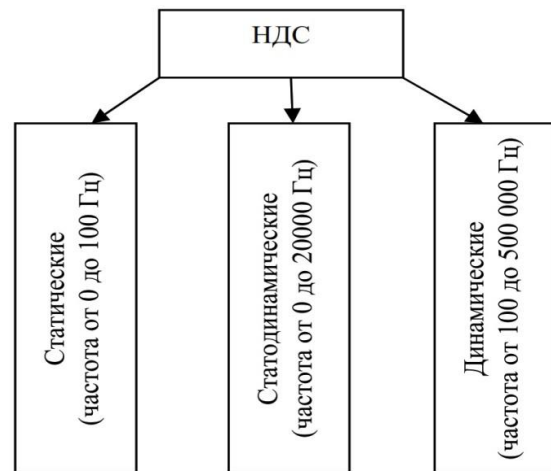 НДС
Статические
(частота от 0 до 100 Гц)
Статодинамические
(частота от 0 до 20000 Гц)
Динамические
(частота от 100 до 500 000 Гц)